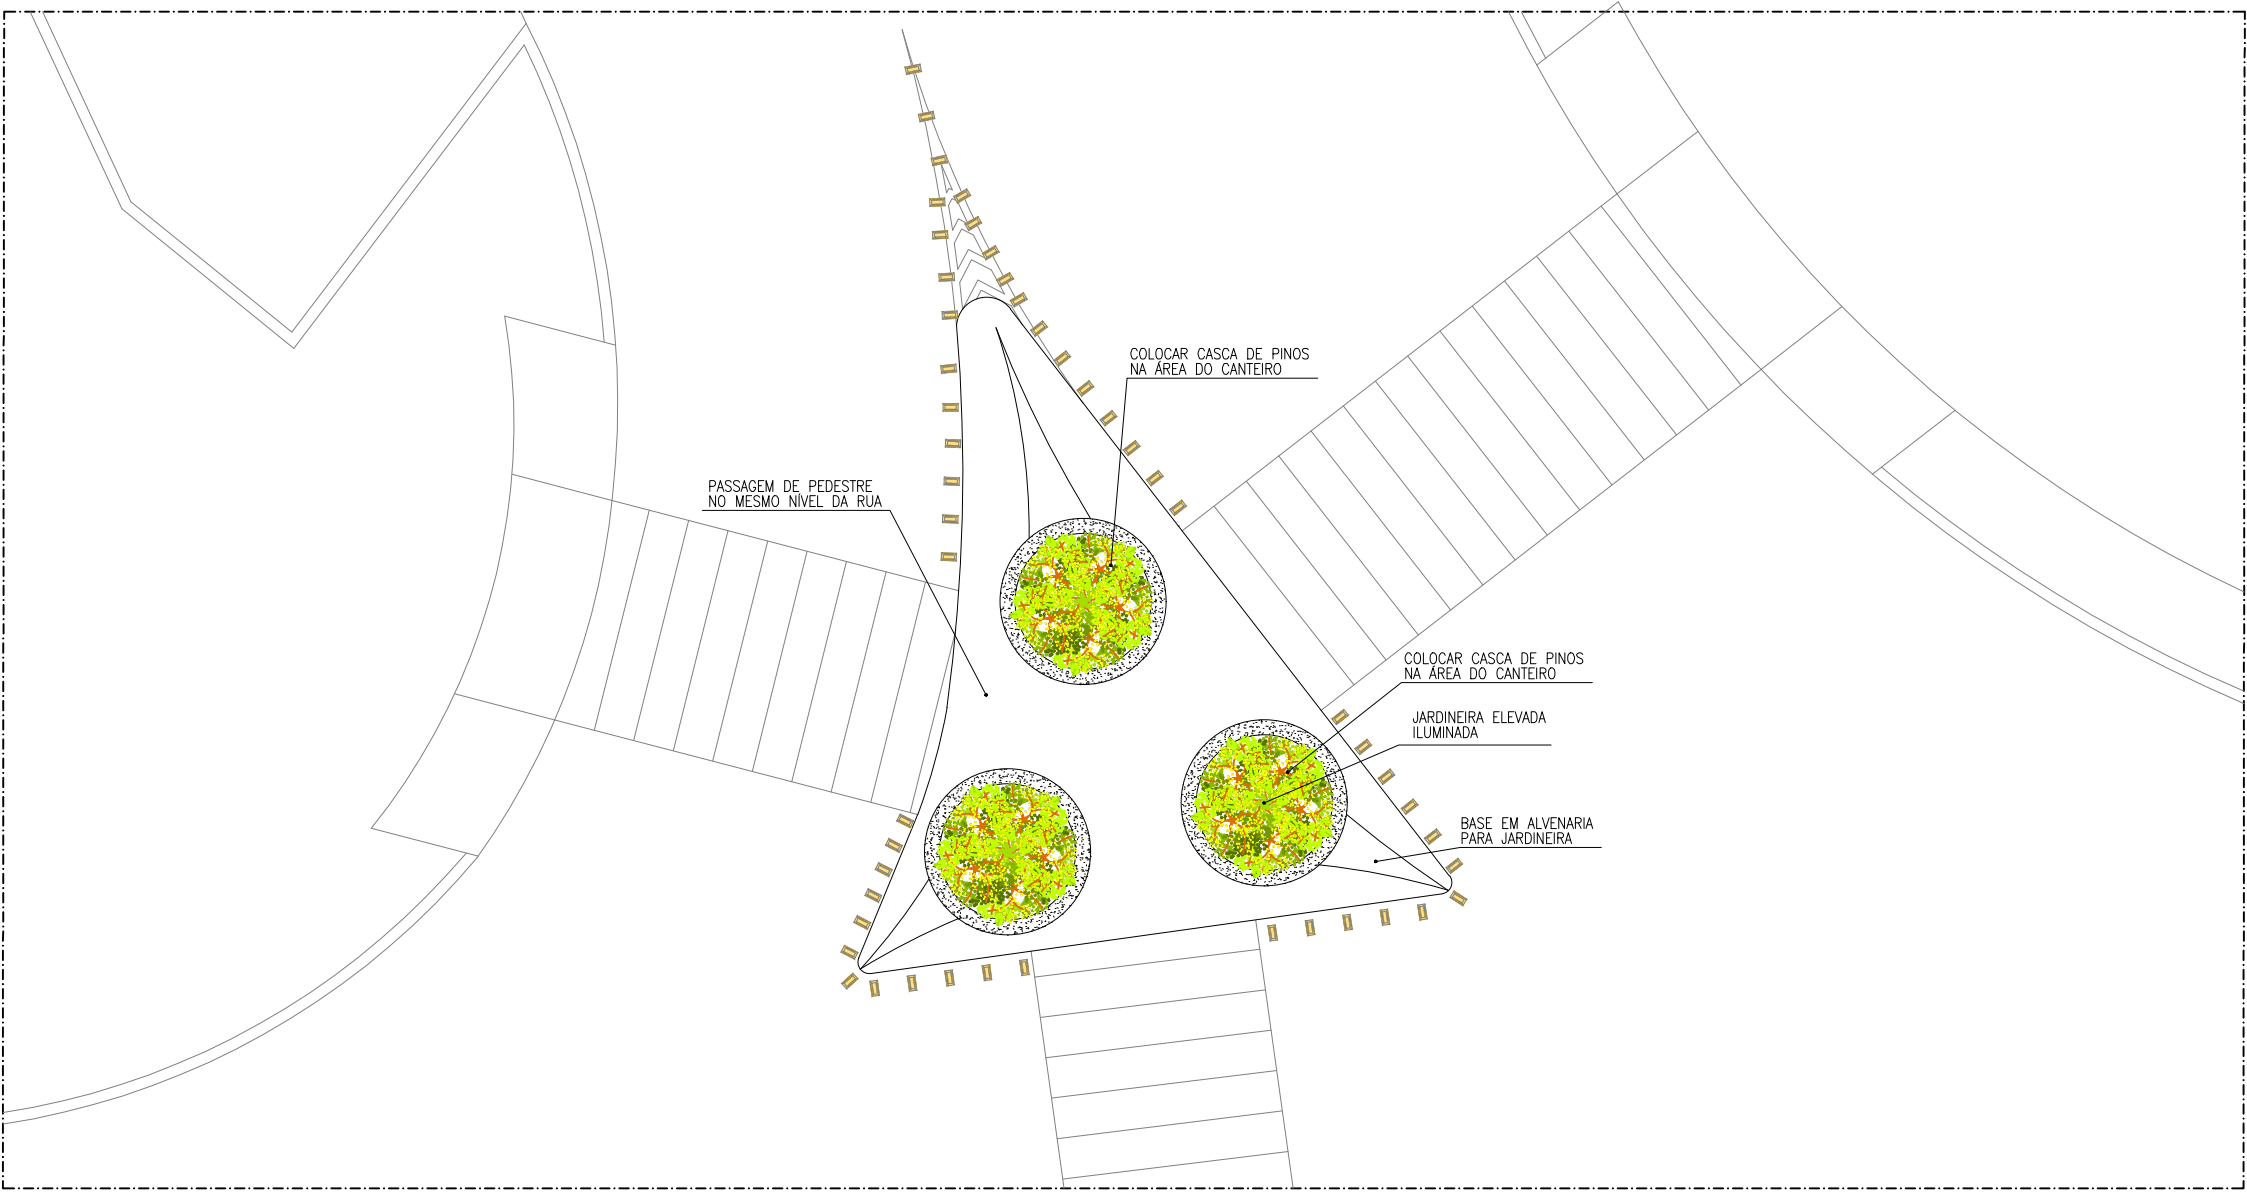 COLOCAR CASCA DE PINOS
NA ÁREA DO CANTEIRO
PASSAGEM DE PEDESTRE
NO MESMO NÍVEL DA RUA
COLOCAR CASCA DE PINOS
NA ÁREA DO CANTEIRO
JARDINEIRA ELEVADA
ILUMINADA
BASE EM ALVENARIA
PARA JARDINEIRA